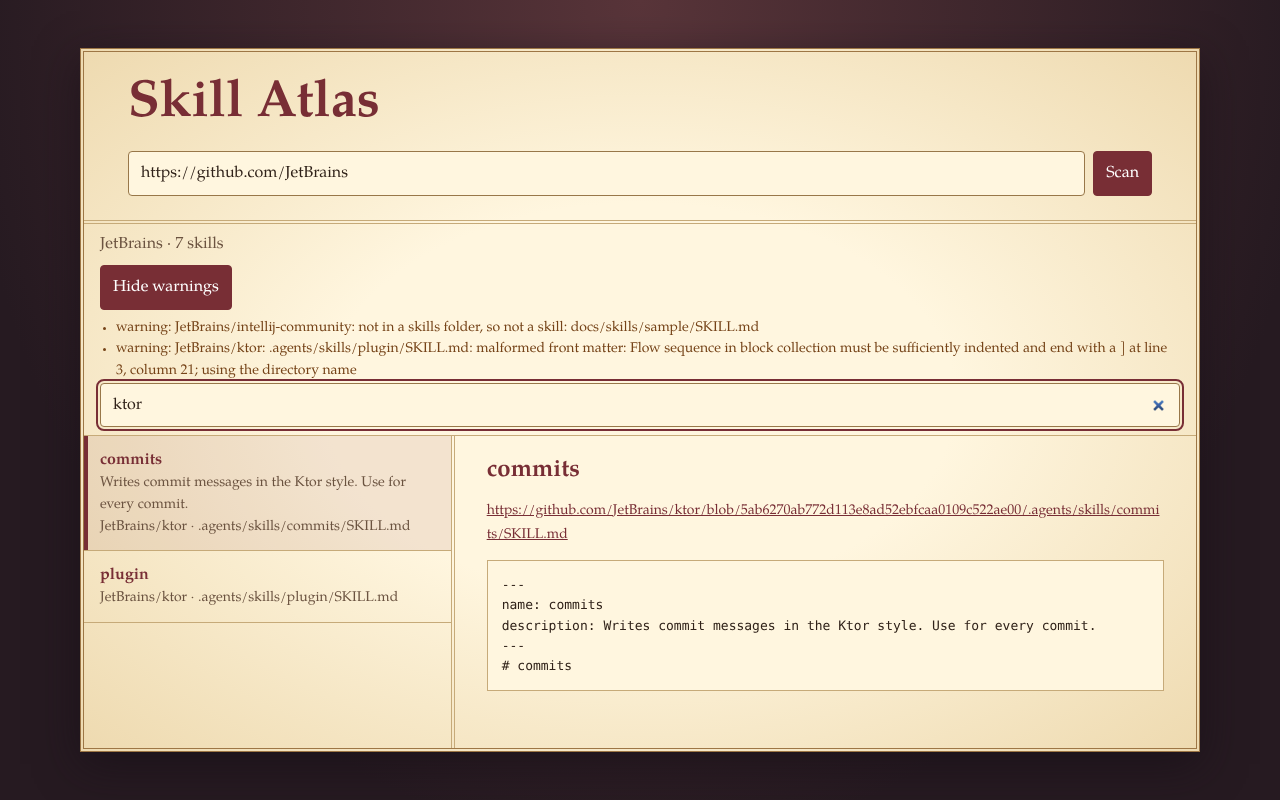 Skill Atlas
https://github.com/JetBrains
Scan
JetBrains · 7 skills
Hide warnings
• warning: JetBrains/intellij-community: not in a skills folder, so not a skill: docs/skills/sample/SKILL.md
• warning: JetBrains/ktor: .agents/skills/plugin/SKILL.md: malformed front matter: Flow sequence in block collection must be sufficiently indented and end with a ] at line
3, column 21; using the directory name
ktor
commits
Writes commit messages in the Ktor style. Use for
every commit.
JetBrains/ktor · .agents/skills/commits/SKILL.md
plugin
JetBrains/ktor · .agents/skills/plugin/SKILL.md
commits
https://github.com/JetBrains/ktor/blob/5ab6270ab772d113e8ad52ebfcaa0109c522ae00/.agents/skills/commi
ts/SKILL.md
---
name: commits
description: Writes commit messages in the Ktor style. Use for every commit.
---
# commits